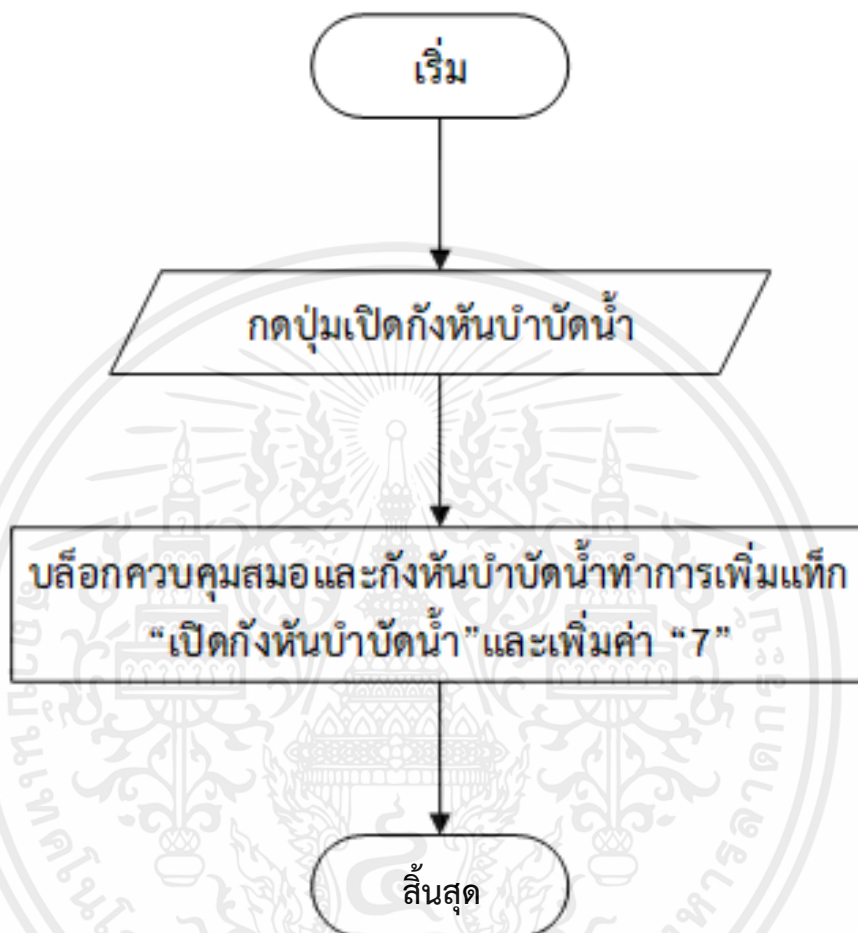 เริ่ม
กดปุ่มเปิดกังหันบำบัดน้ำ
บล็อกควบคุมสมอและกังหันบำบัดน้ำทำการเพิ่มแท็ก
“เปิดกังหันบำบัดน้ำ”และเพิ่มค่า “7”
สิ้นสุด